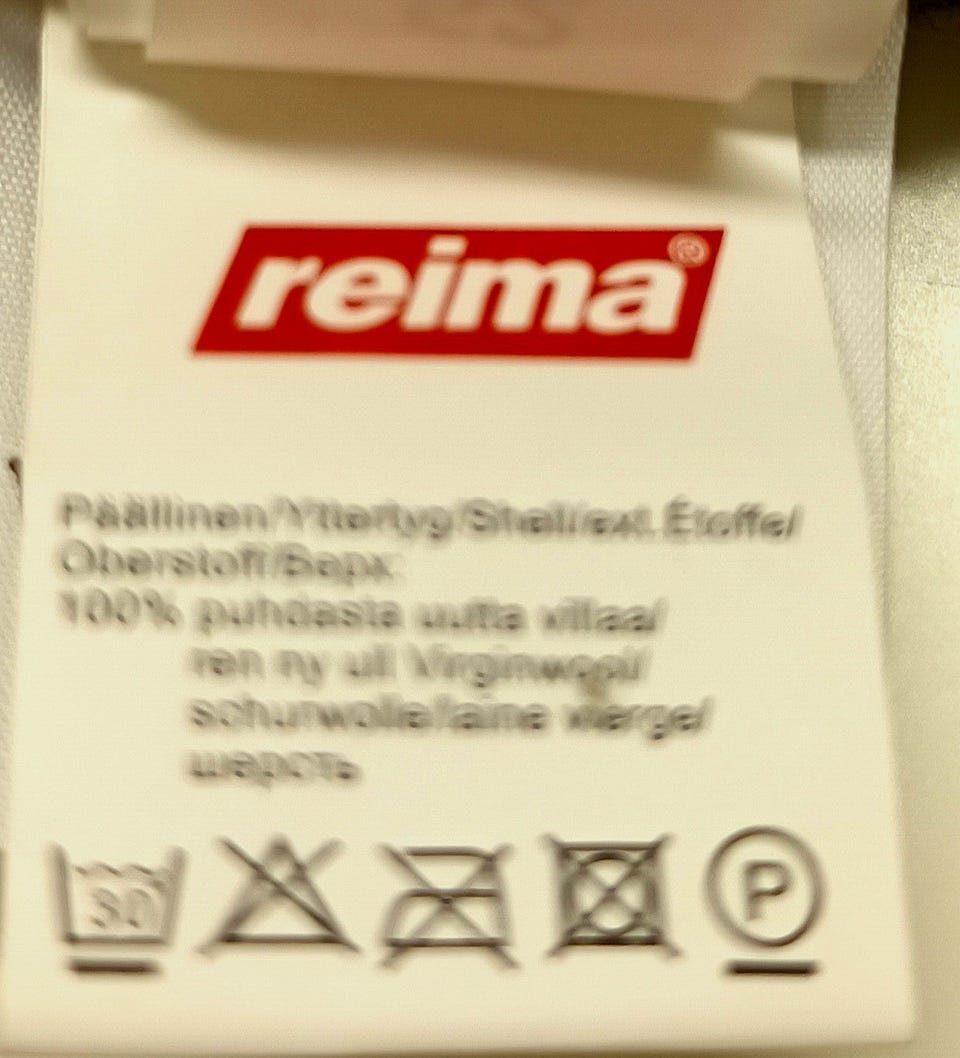 reima®
Päällinen/Yttertyg/Shell/ext.Étoffe/
Oberstoff/Верх:
100% puhdasta uutta villaa/
ren ny ull Virginwool/
schurwolle/laine vierge/
шерсть
30
P